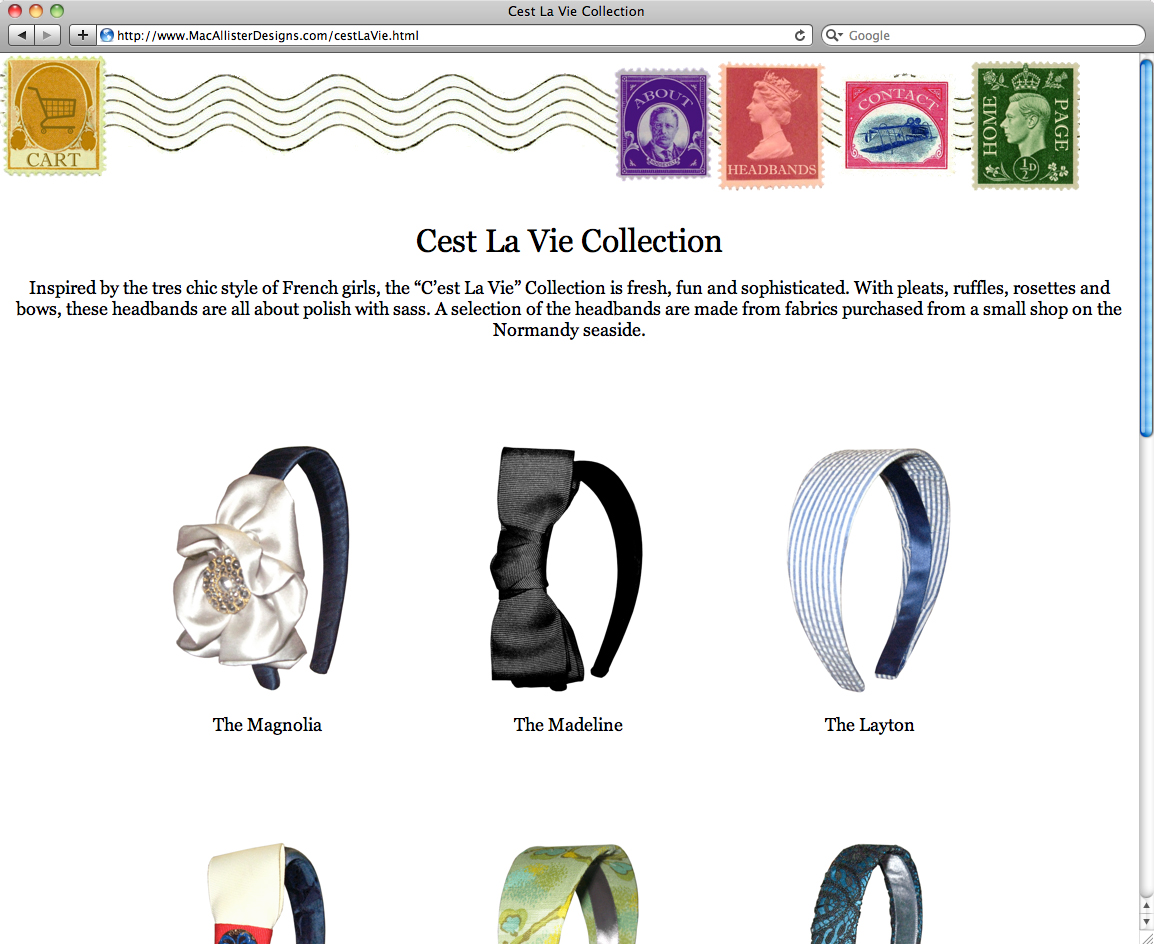 Cest La Vie Collection
http://www.MacAllisterDesigns.com/cestLaVie.html
Google
CART
ABOUT
HEADBANDS
CONTACT
HOME PAGE
½D
Cest La Vie Collection
Inspired by the tres chic style of French girls, the “C’est La Vie” Collection is fresh, fun and sophisticated. With pleats, ruffles, rosettes and
bows, these headbands are all about polish with sass. A selection of the headbands are made from fabrics purchased from a small shop on the
Normandy seaside.
The Magnolia
The Madeline
The Layton